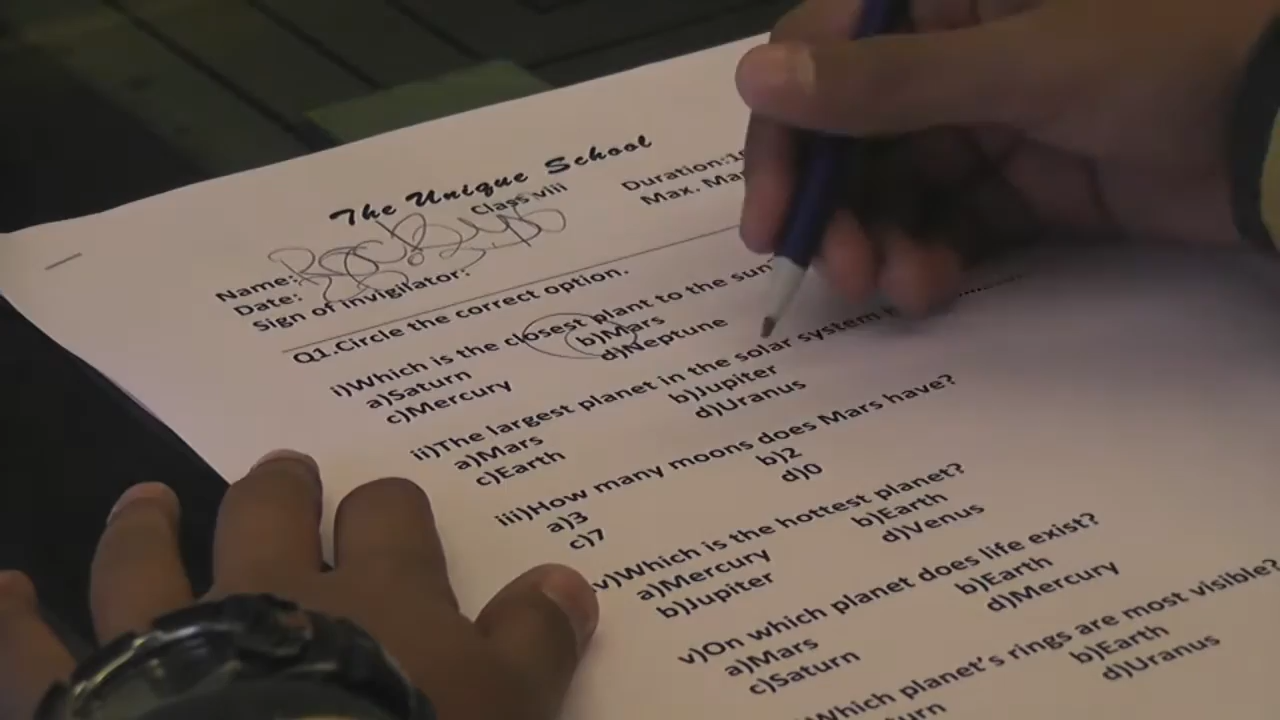 The Unique School
Class viii
Duration:
Max.
Name:
Date:
Sign of Invigilator:
Q1.Circle the correct option.
i)Which is the closest plant to the sun?
a)Saturn b)Mars
c)Mercury d)Neptune
ii)The largest planet in the solar system
a)Mars b)Jupiter
c)Earth d)Uranus
iii)How many moons does Mars have?
a)3 b)2
c)7 d)0
v)Which is the hottest planet?
a)Mercury b)Earth
b)Jupiter d)Venus
v)On which planet does life exist?
a)Mars b)Earth
c)Saturn d)Mercury
Which planet's rings are most visible?
b)Earth
d)Uranus